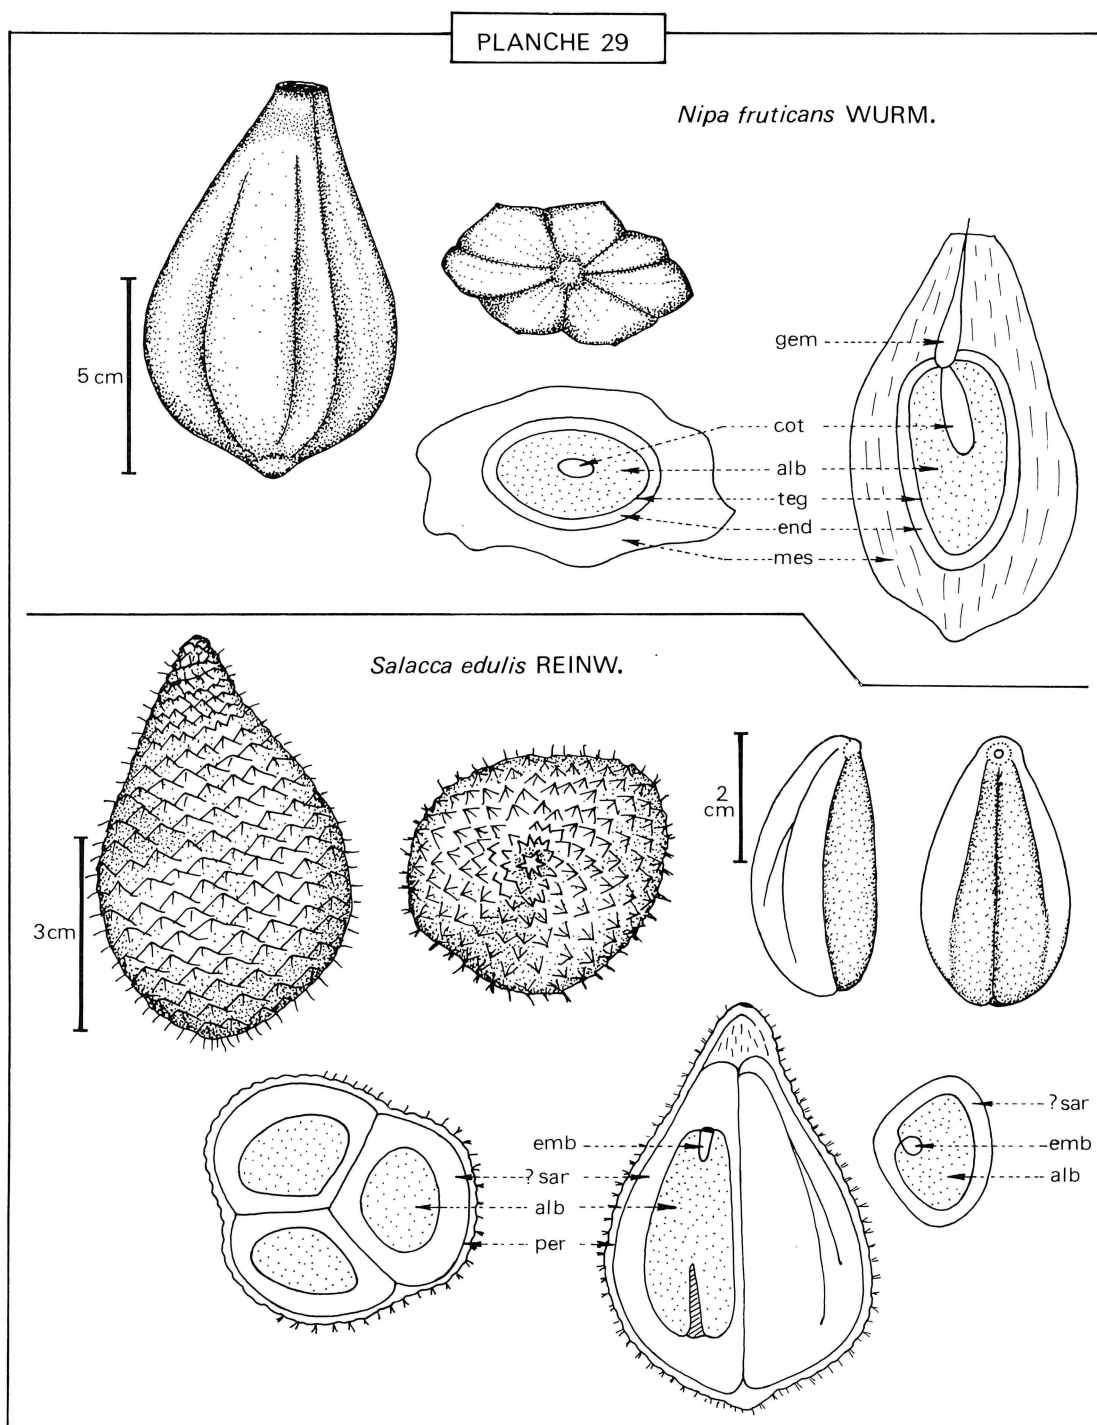 PLANCHE 29
Nipa fruticans WURM.
5 cm
gem
cot
alb
teg
end
mes
Salacca edulis REINW.
2
cm
3cm
emb
? sar
alb
per
? sar
emb
alb